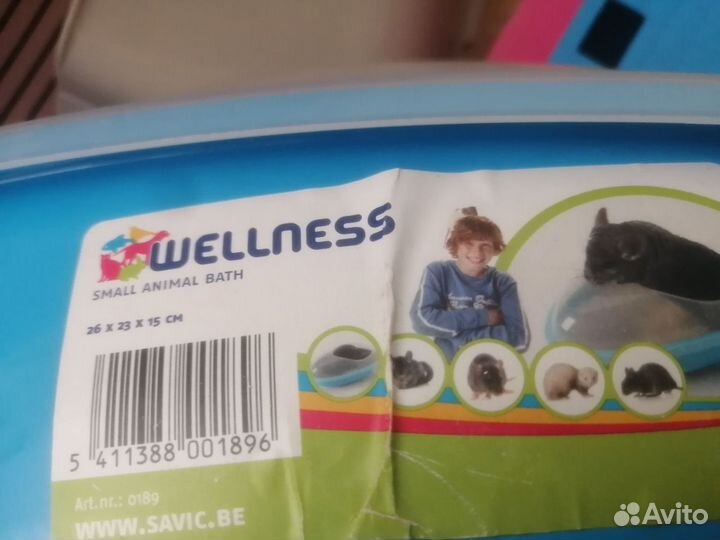 WELLNESS
SMALL ANIMAL BATH
26 x 23 x 15 CM
5 411388 001896
Art.nr.: 0189
WWW.SAVIC.BE
Avito